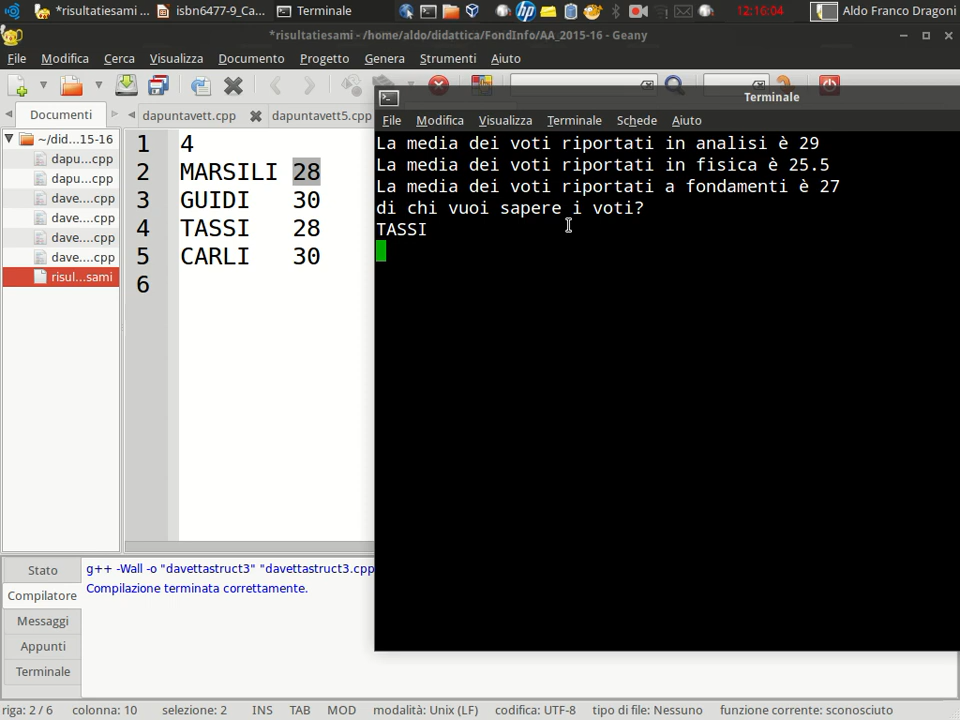 *risultatiesami ...
isbn6477-9_Ca...
Terminale
12:16:04
Aldo Franco Dragoni
*risultatiesami - /home/aldo/didattica/FondInfo/AA_2015-16 - Geany
File Modifica Cerca Visualizza Documento Progetto Genera Strumenti Aiuto
Documenti
dapuntavett.cpp
dapuntavett5.cpp
~/did...15-16
dapu....cpp
dapu....cpp
dave....cpp
dave....cpp
dave....cpp
dave....cpp
risul...sami
1 4
2 MARSILI 28
3 GUIDI 30
4 TASSI 28
5 CARLI 30
6
Terminale
File Modifica Visualizza Terminale Schede Aiuto
La media dei voti riportati in analisi è 29
La media dei voti riportati in fisica è 25.5
La media dei voti riportati a fondamenti è 27
di chi vuoi sapere i voti?
TASSI
Stato
Compilatore
Messaggi
Appunti
Terminale
g++ -Wall -o "davettastruct3" "davettastruct3.cpp
Compilazione terminata correttamente.
riga: 2 / 6 colonna: 10 selezione: 2 INS TAB MOD modalità: Unix (LF) codifica: UTF-8 tipo di file: Nessuno funzione corrente: sconosciuto